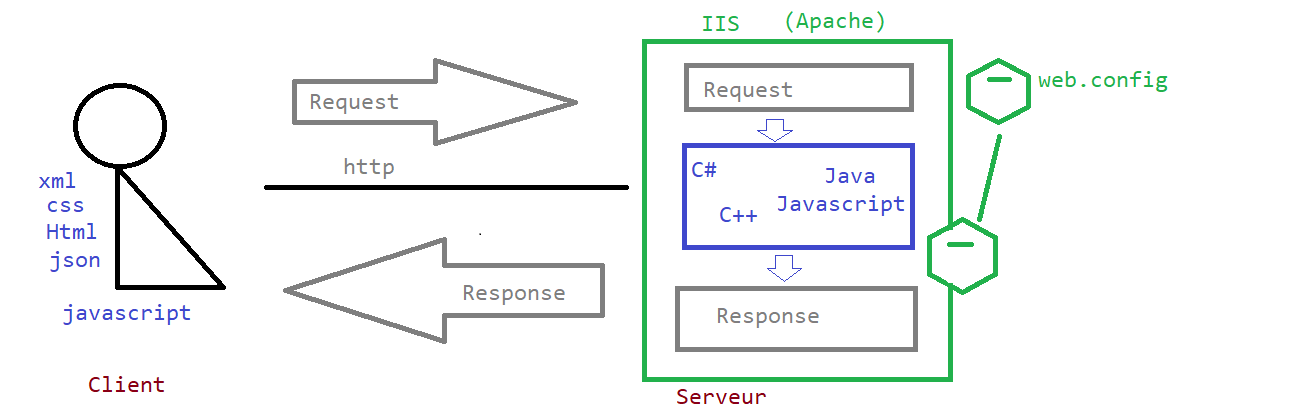 IIS (Apache)
Request
Request
web.config
http
C#
Java
Javascript
C++
xml
css
Html
json
javascript
Response
Response
Client
Serveur